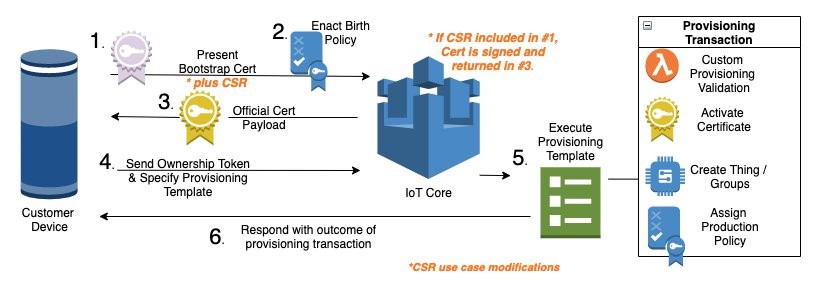 1.
Present
Bootstrap Cert
* plus CSR
2.
Enact Birth
Policy
* If CSR included in #1,
Cert is signed and
returned in #3.
3.
Official Cert
Payload
4.
Send Ownership Token
& Specify Provisioning
Template
Customer
Device
IoT Core
5.
Execute
Provisioning
Template
6.
Respond with outcome of
provisioning transaction
*CSR use case modifications
Provisioning
Transaction
Custom
Provisioning
Validation
Activate
Certificate
Create Thing /
Groups
Assign
Production
Policy